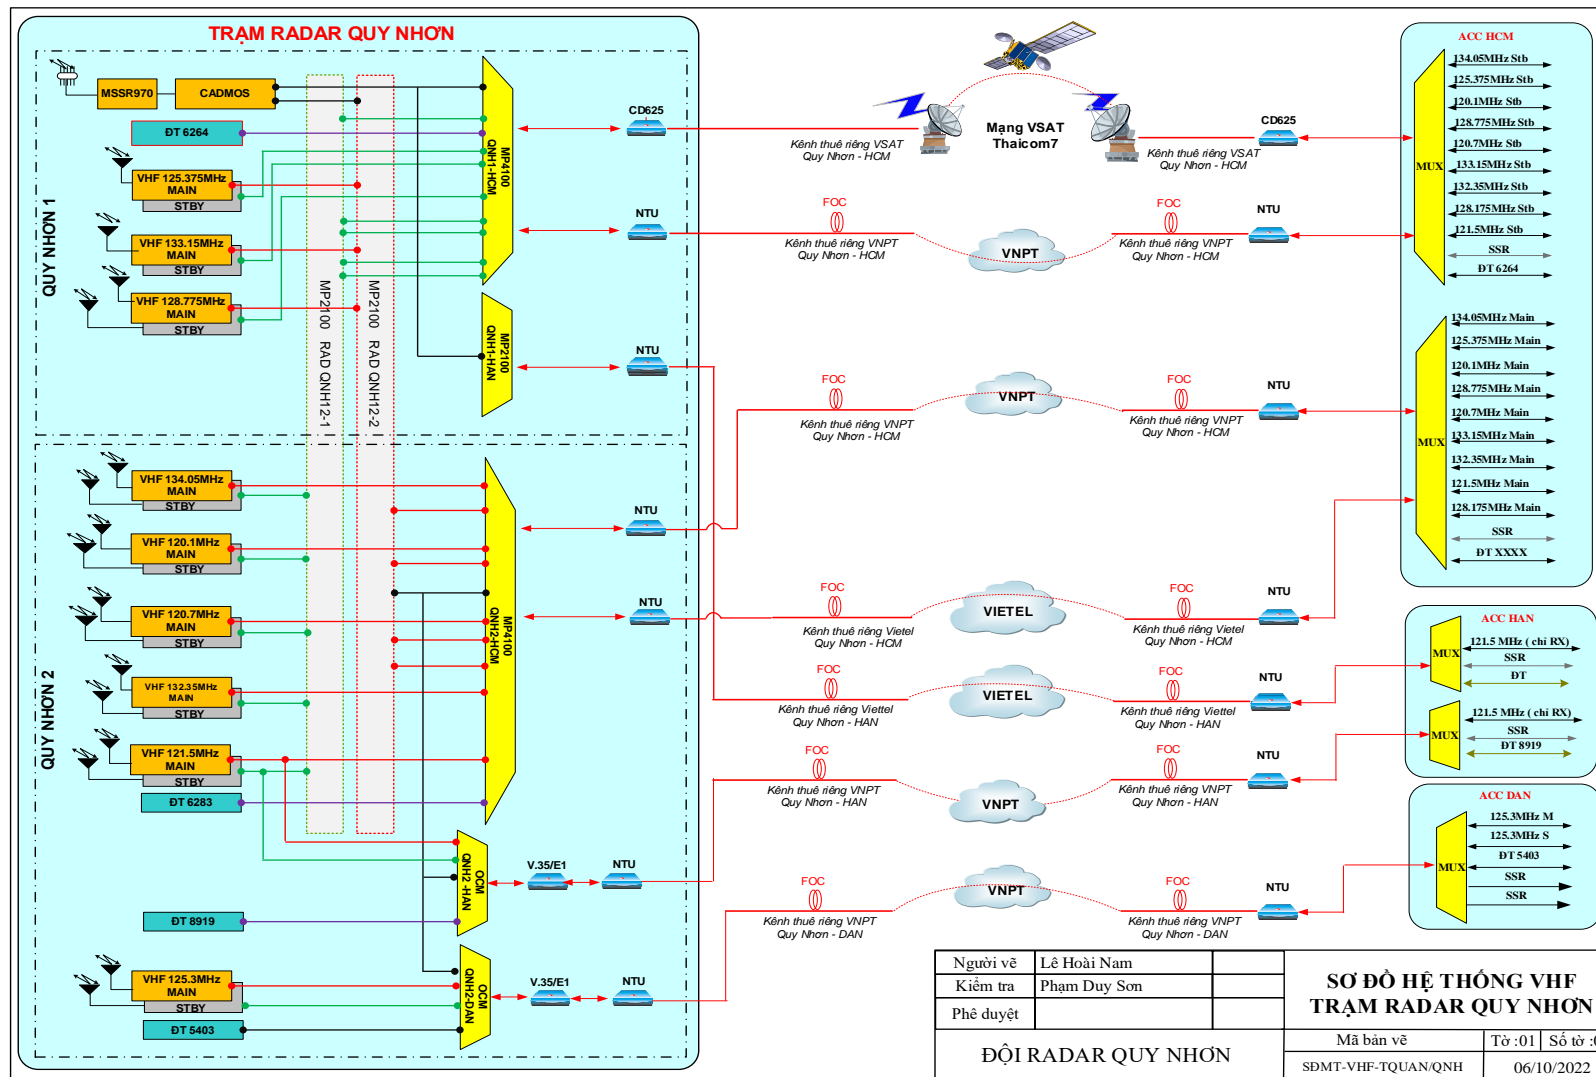 TRẠM RADAR QUY NHƠN
QUY NHƠN 1
MSSR970
CADMOS
ĐT 6264
VHF 125.375MHz
MAIN
STBY
VHF 133.15MHz
MAIN
STBY
VHF 128.775MHz
MAIN
STBY
MP2100 RAD QNH12-1
MP2100 RAD QNH12-2
MP4100
QNH1-HCM
MP2100
QNH1-HAN
CD625
NTU
NTU
QUY NHƠN 2
VHF 134.05MHz
MAIN
STBY
VHF 120.1MHz
MAIN
STBY
VHF 120.7MHz
MAIN
STBY
VHF 132.35MHz
MAIN
STBY
VHF 121.5MHz
MAIN
STBY
ĐT 6283
ĐT 8919
VHF 125.3MHz
MAIN
STBY
ĐT 5403
MP4100
QNH2-HCM
OCM
QNH2 -HAN
OCM
QNH2-DAN
NTU
NTU
V.35/E1
NTU
V.35/E1
NTU
Kênh thuê riêng VSAT
Quy Nhơn - HCM
Mạng VSAT
Thaicom7
Kênh thuê riêng VSAT
Quy Nhơn - HCM
CD625
FOC
Kênh thuê riêng VNPT
Quy Nhơn - HCM
VNPT
FOC
Kênh thuê riêng VNPT
Quy Nhơn - HCM
NTU
FOC
Kênh thuê riêng VNPT
Quy Nhơn - HCM
VNPT
FOC
Kênh thuê riêng VNPT
Quy Nhơn - HCM
NTU
FOC
Kênh thuê riêng Vietel
Quy Nhơn - HCM
VIETEL
FOC
Kênh thuê riêng Vietel
Quy Nhơn - HCM
NTU
FOC
Kênh thuê riêng Viettel
Quy Nhơn - HAN
VIETEL
FOC
Kênh thuê riêng Viettel
Quy Nhơn - HAN
NTU
FOC
Kênh thuê riêng VNPT
Quy Nhơn - HAN
VNPT
FOC
Kênh thuê riêng VNPT
Quy Nhơn - HAN
NTU
FOC
Kênh thuê riêng VNPT
Quy Nhơn - DAN
VNPT
FOC
Kênh thuê riêng VNPT
Quy Nhơn - DAN
NTU
ACC HCM
MUX
134.05MHz Stb
125.375MHz Stb
120.1MHz Stb
128.775MHz Stb
120.7MHz Stb
133.15MHz Stb
132.35MHz Stb
128.175MHz Stb
121.5MHz Stb
SSR
ĐT 6264
MUX
134.05MHz Main
125.375MHz Main
120.1MHz Main
128.775MHz Main
120.7MHz Main
133.15MHz Main
132.35MHz Main
121.5MHz Main
128.175MHz Main
SSR
ĐT XXXX
ACC HAN
MUX
121.5 MHz ( chỉ RX)
SSR
ĐT
MUX
121.5 MHz ( chỉ RX)
SSR
ĐT 8919
ACC DAN
MUX
125.3MHz M
125.3MHz S
ĐT 5403
SSR
SSR
Người vẽ Lê Hoài Nam
Kiểm tra Phạm Duy Sơn
Phê duyệt
ĐỘI RADAR QUY NHƠN
SƠ ĐỒ HỆ THỐNG VHF
TRẠM RADAR QUY NHƠN
Mã bản vẽ Tờ :01 Số tờ :
SĐMT-VHF-TQUAN/QNH 06/10/2022